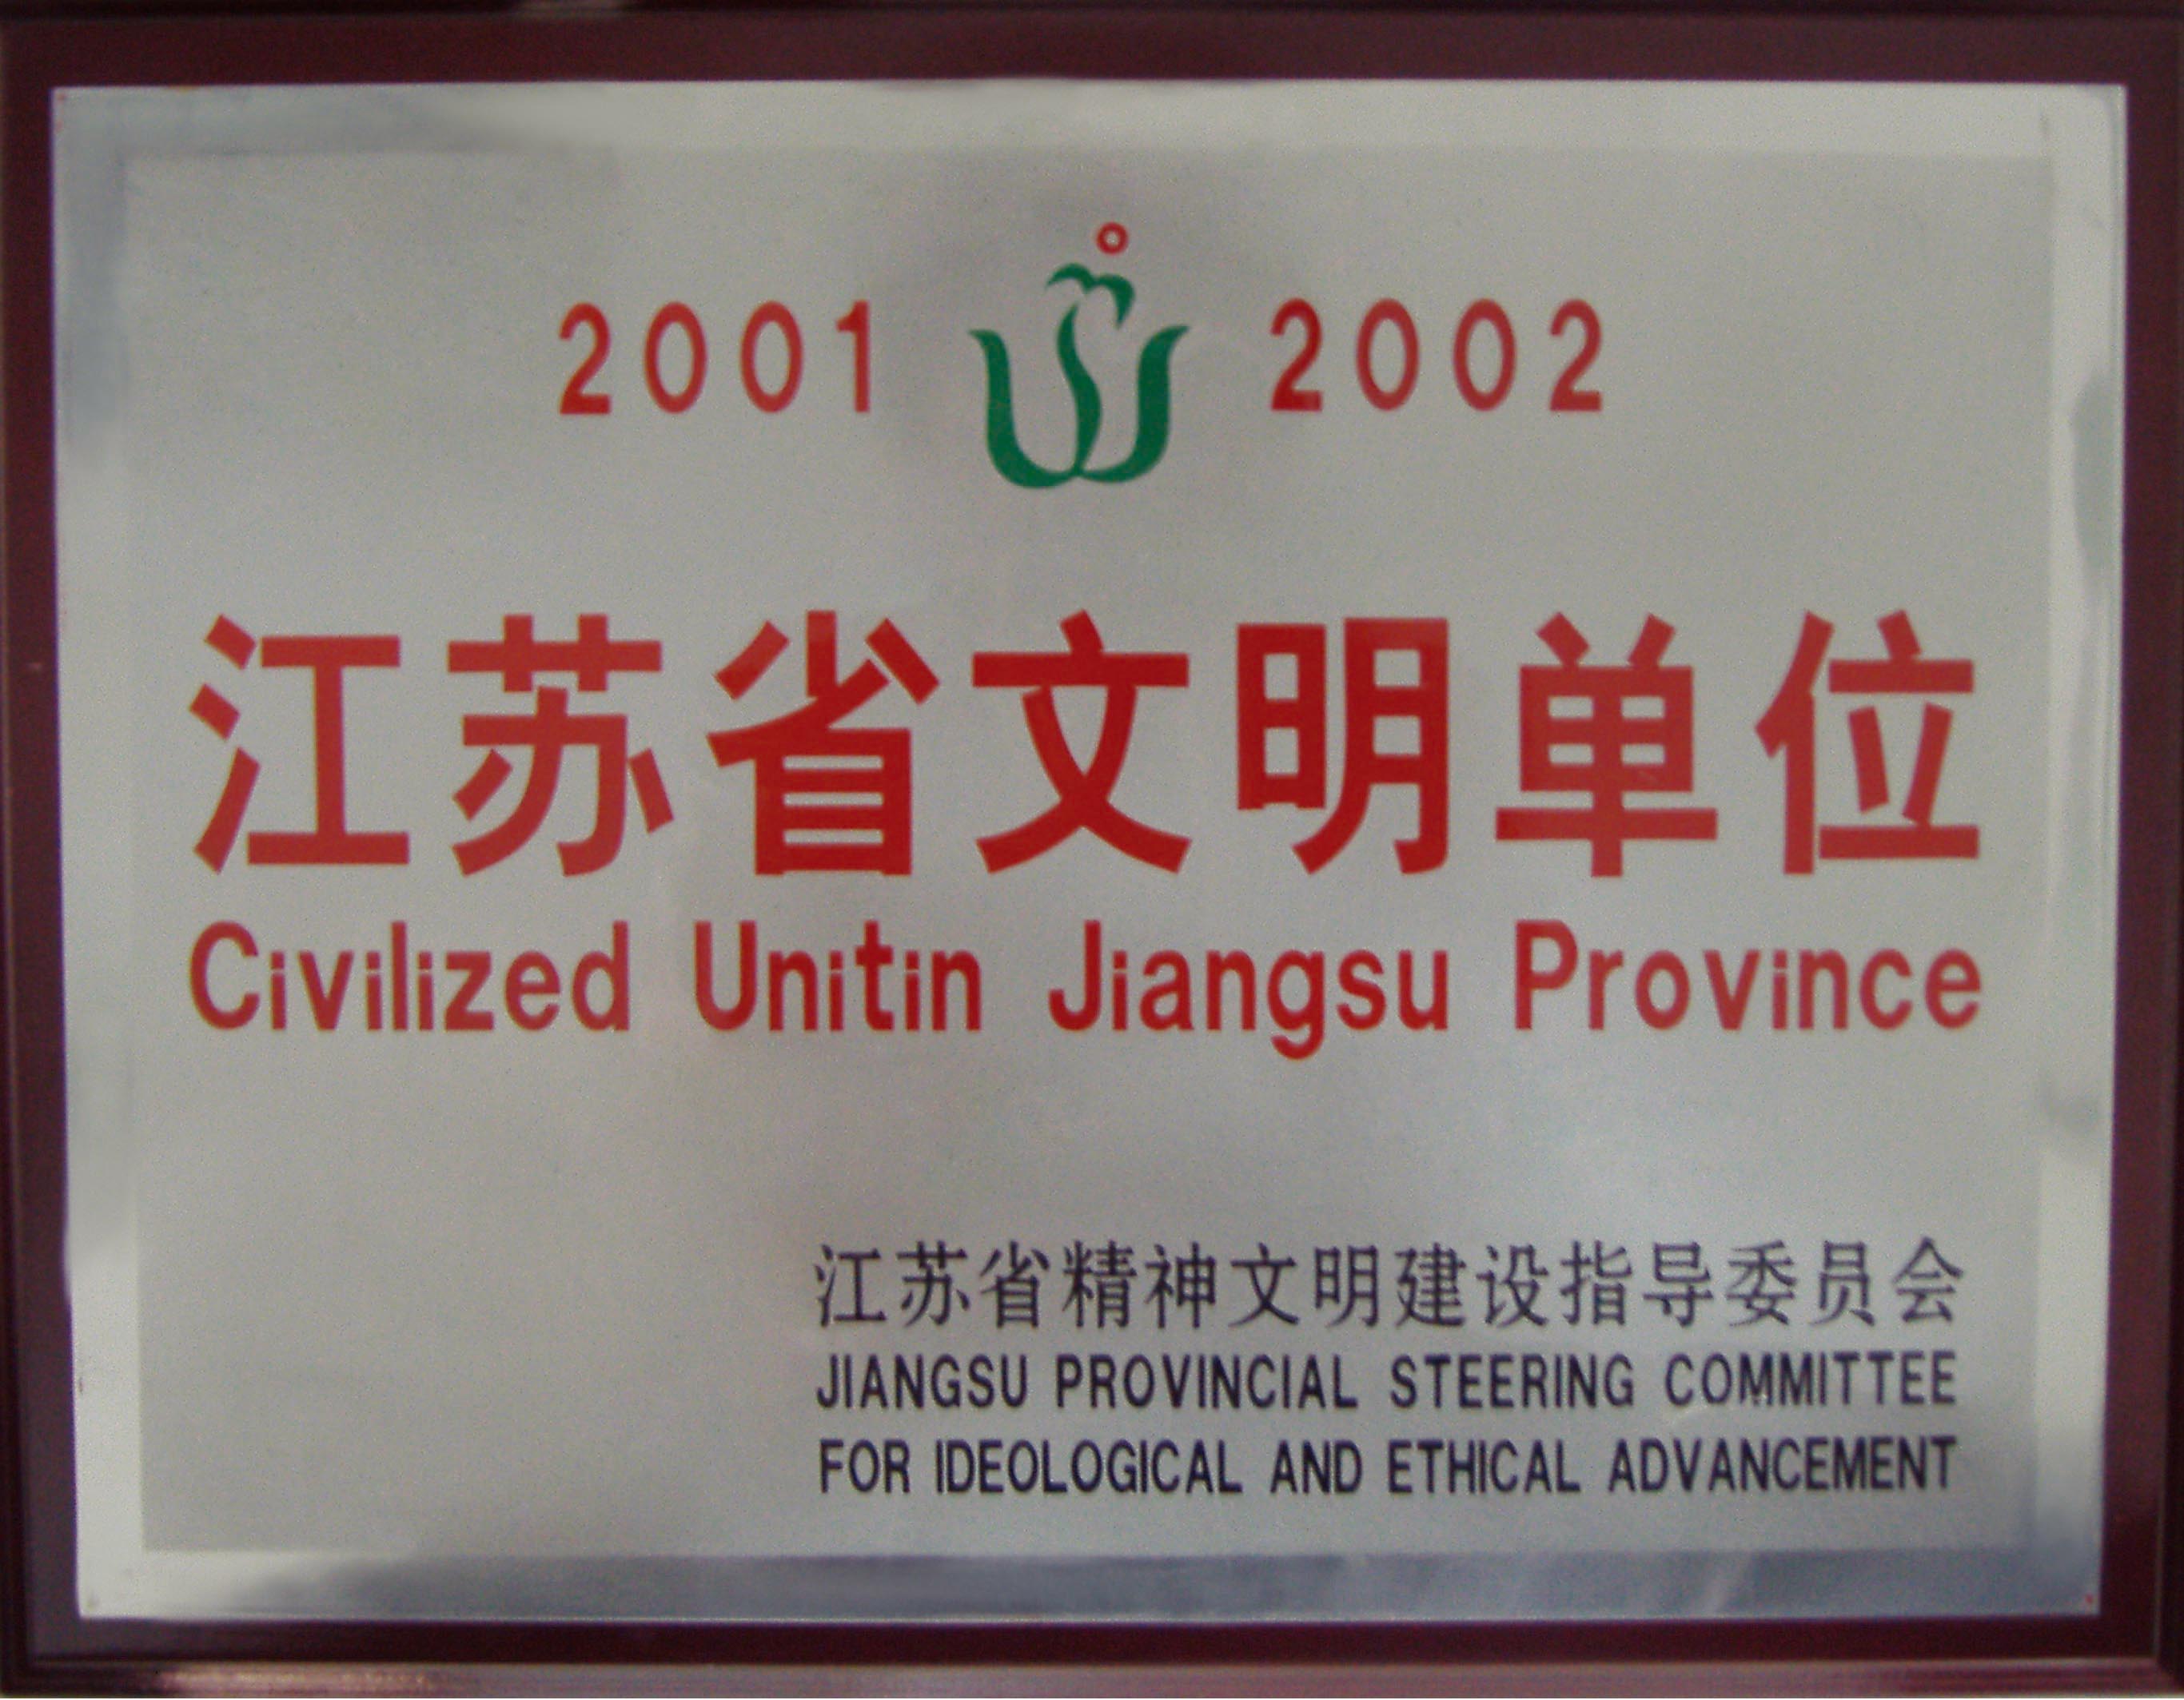 2001 2002
江苏省文明单位
Civilized Unitin Jiangsu Province
江苏省精神文明建设指导委员会
JIANGSU PROVINCIAL STEERING COMMITTEE
FOR IDEOLOGICAL AND ETHICAL ADVANCEMENT